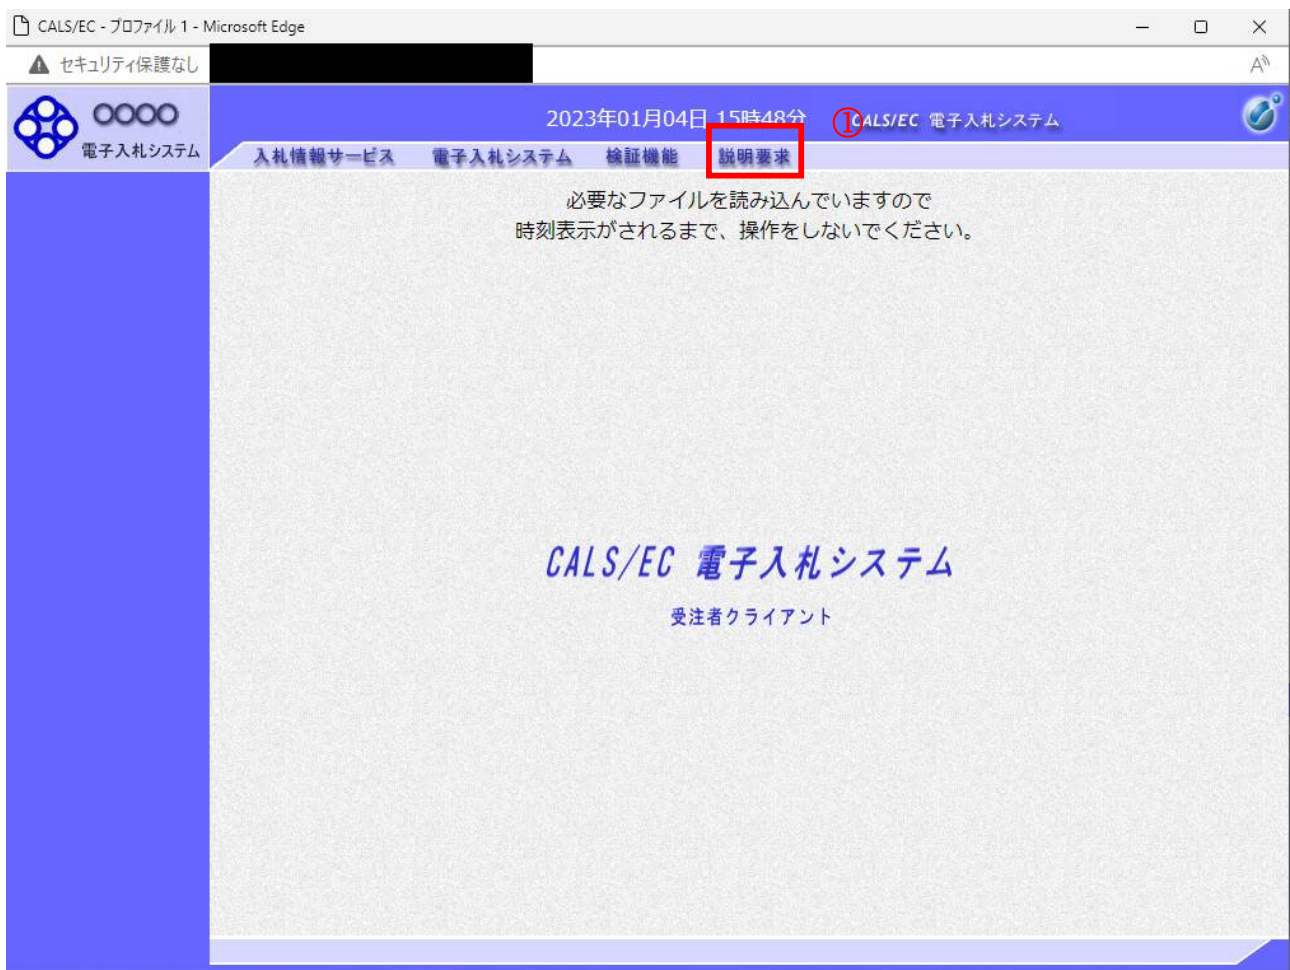 CALS/EC - プロファイル 1 - Microsoft Edge
セキュリティ保護なし
〇〇〇〇
電子入札システム
2023年01月04日 15時48分
①
CALS/EC 電子入札システム
入札情報サービス 電子入札システム 検証機能 説明要求
必要なファイルを読み込んでいますので
時刻表示がされるまで、操作をしないでください。
CALS/EC 電子入札システム
受注者クライアント